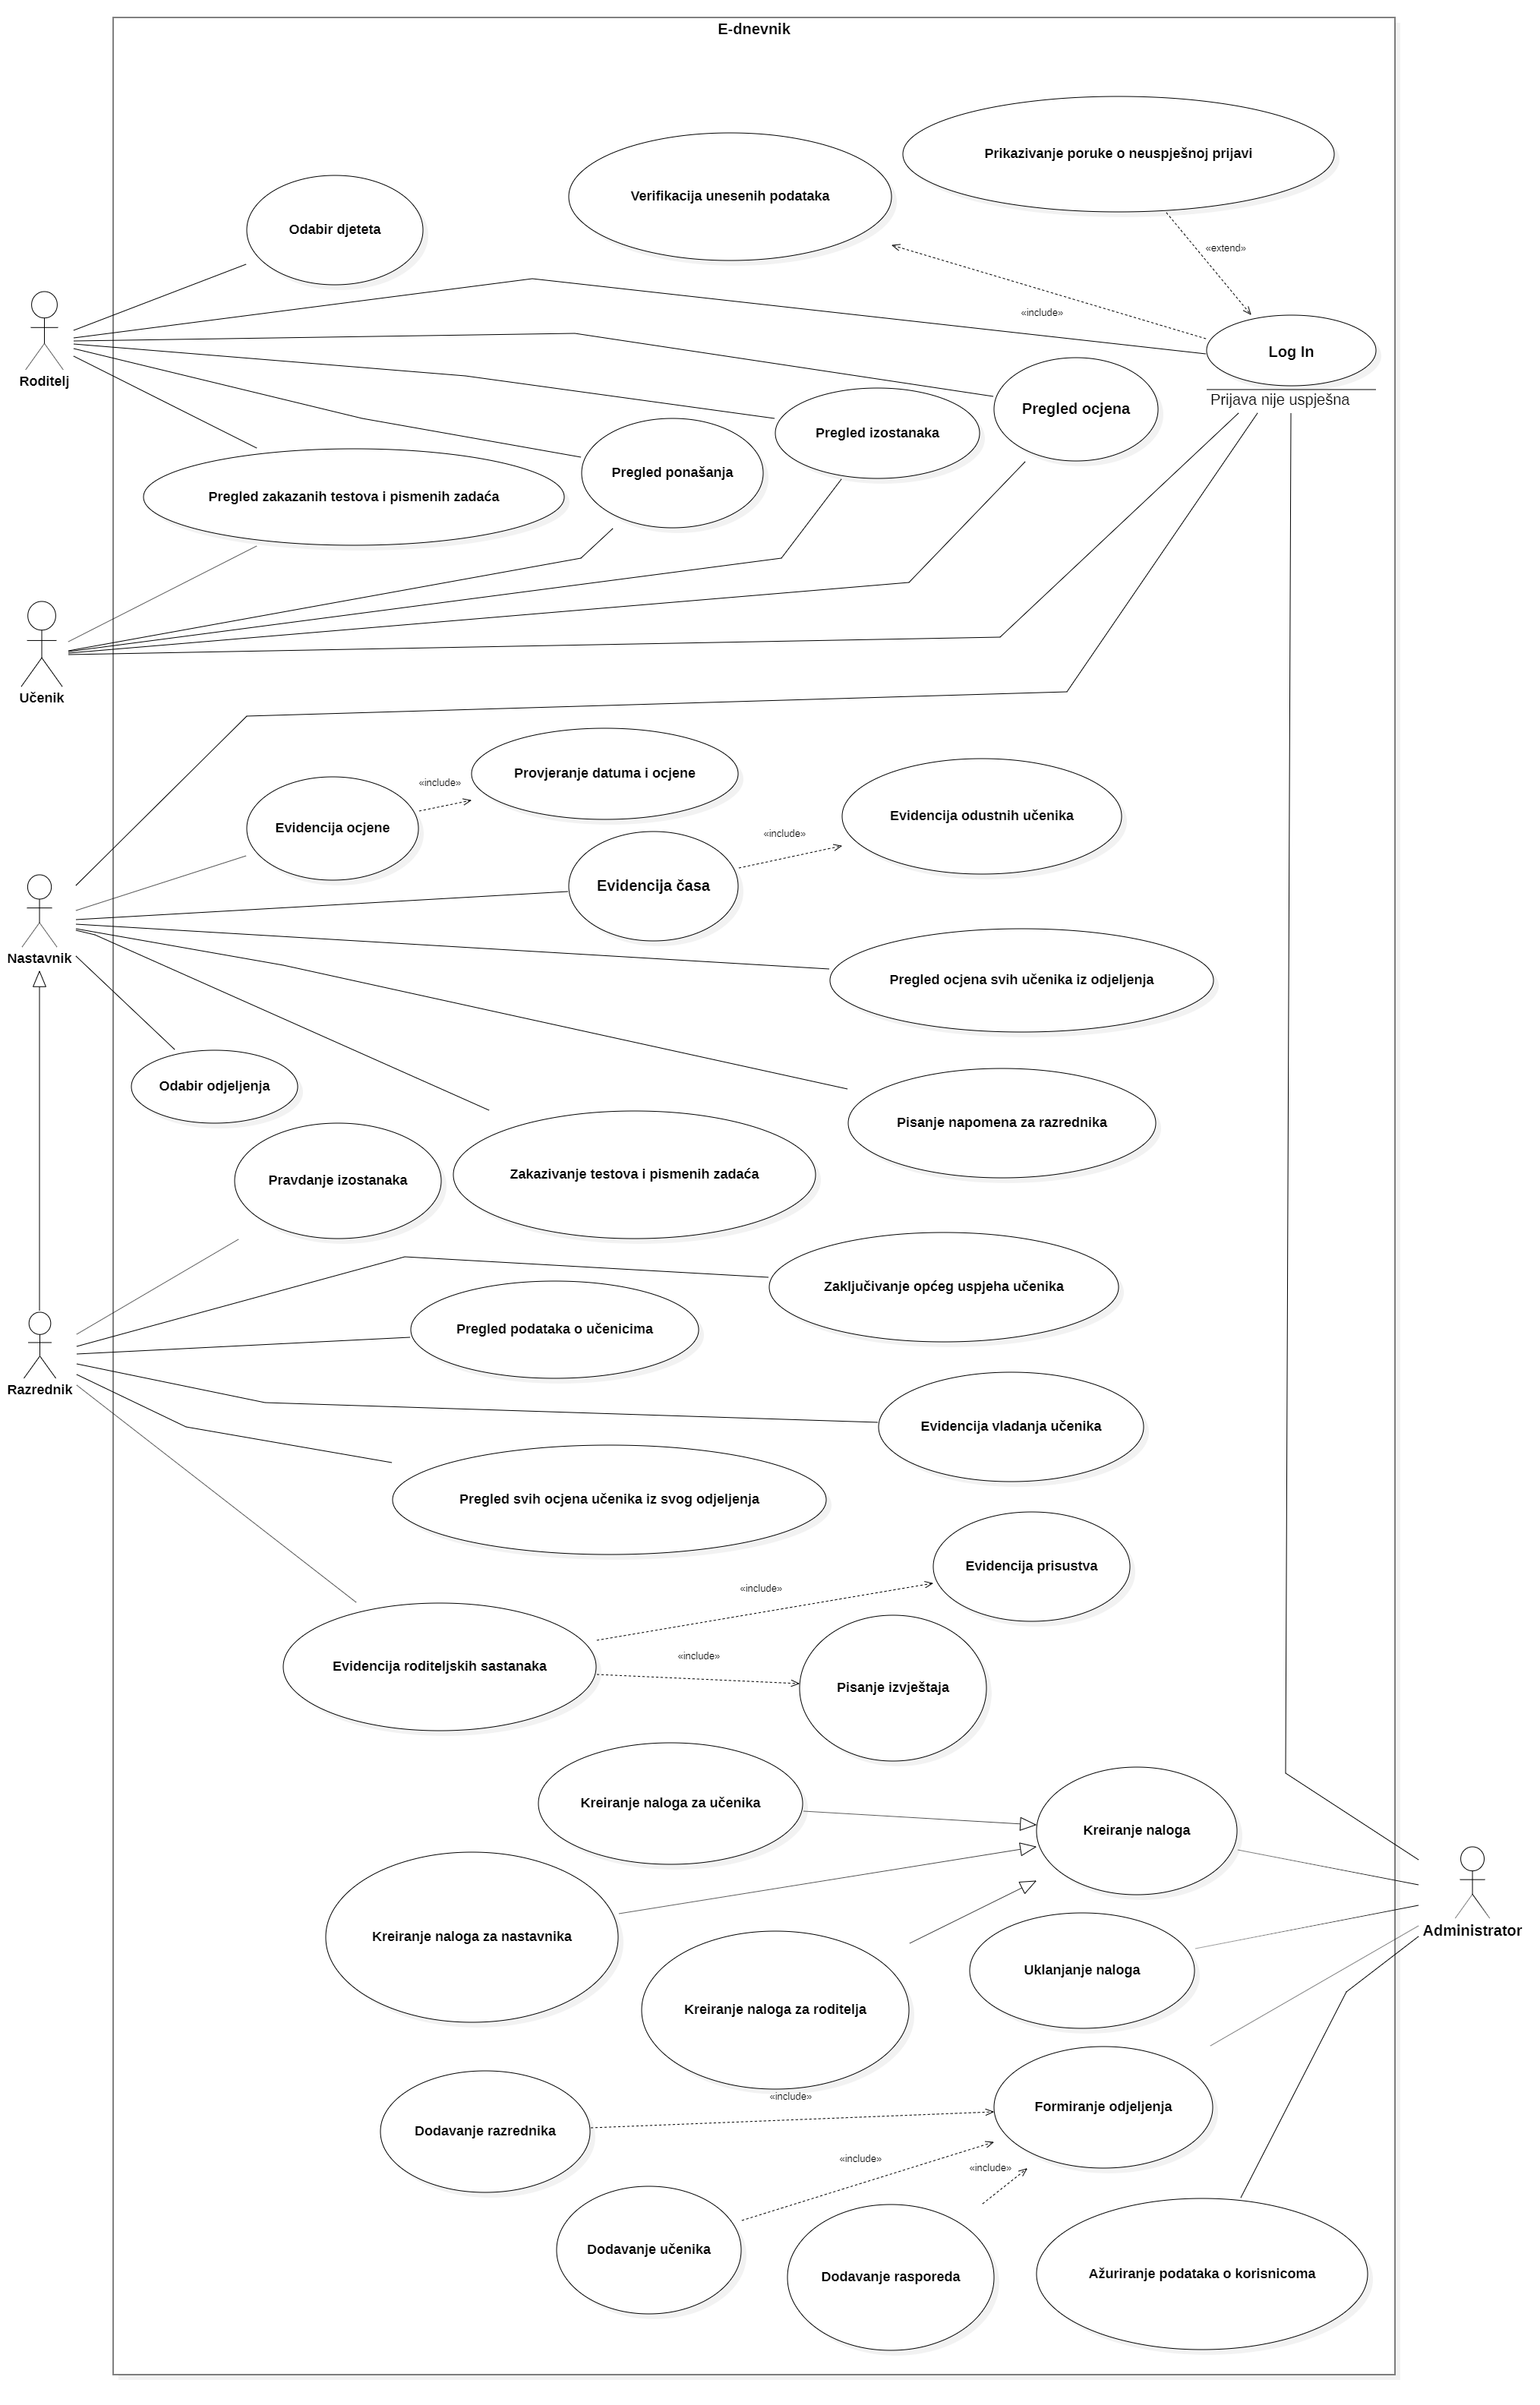 E-dnevnik
Prikazivanje poruke o neuspješnoj prijavi
Verifikacija unesenih podataka
Odabir djeteta
«extend»
«include»
Log In
Roditelj
Prijava nije uspješna
Pregled ocjena
Pregled izostanaka
Pregled ponašanja
Pregled zakazanih testova i pismenih zadaća
Učenik
Provjeranje datuma i ocjene
«include»
Evidencija ocjene
Evidencija odustnih učenika
«include»
Evidencija časa
Nastavnik
Pregled ocjena svih učenika iz odjeljenja
Odabir odjeljenja
Pisanje napomena za razrednika
Zakazivanje testova i pismenih zadaća
Pravdanje izostanaka
Zaključivanje općeg uspjeha učenika
Pregled podataka o učenicima
Razrednik
Evidencija vladanja učenika
Pregled svih ocjena učenika iz svog odjeljenja
Evidencija prisustva
«include»
«include»
Evidencija roditeljskih sastanaka
Pisanje izvještaja
Kreiranje naloga za učenika
Kreiranje naloga
Administrator
Kreiranje naloga za nastavnika
Uklanjanje naloga
Kreiranje naloga za roditelja
«include»
Formiranje odjeljenja
Dodavanje razrednika
«include»
«include»
Dodavanje učenika
Dodavanje rasporeda
Ažuriranje podataka o korisnicoma